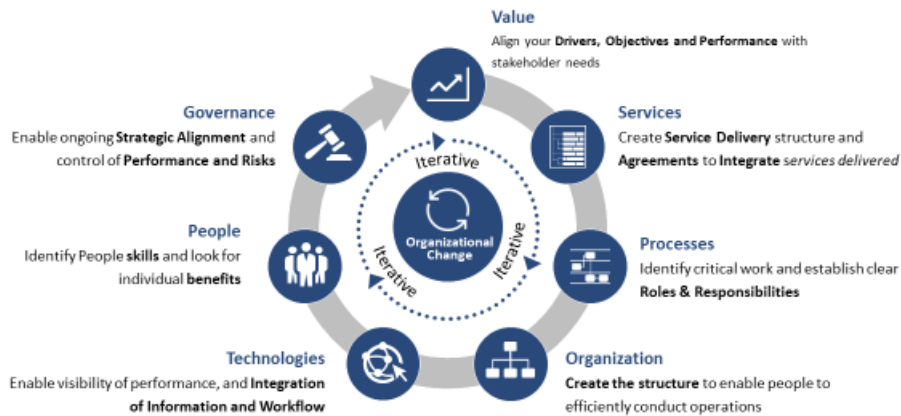 Value
Align your Drivers, Objectives and Performance with
stakeholder needs
Services
Create Service Delivery structure and
Agreements to Integrate services delivered
Processes
Identify critical work and establish clear
Roles & Responsibilities
Organization
Create the structure to enable people to
efficiently conduct operations
Technologies
Enable visibility of performance, and Integration
of Information and Workflow
People
Identify People skills and look for
individual benefits
Governance
Enable ongoing Strategic Alignment and
control of Performance and Risks
Iterative
Iterative
Iterative
Organizational
Change